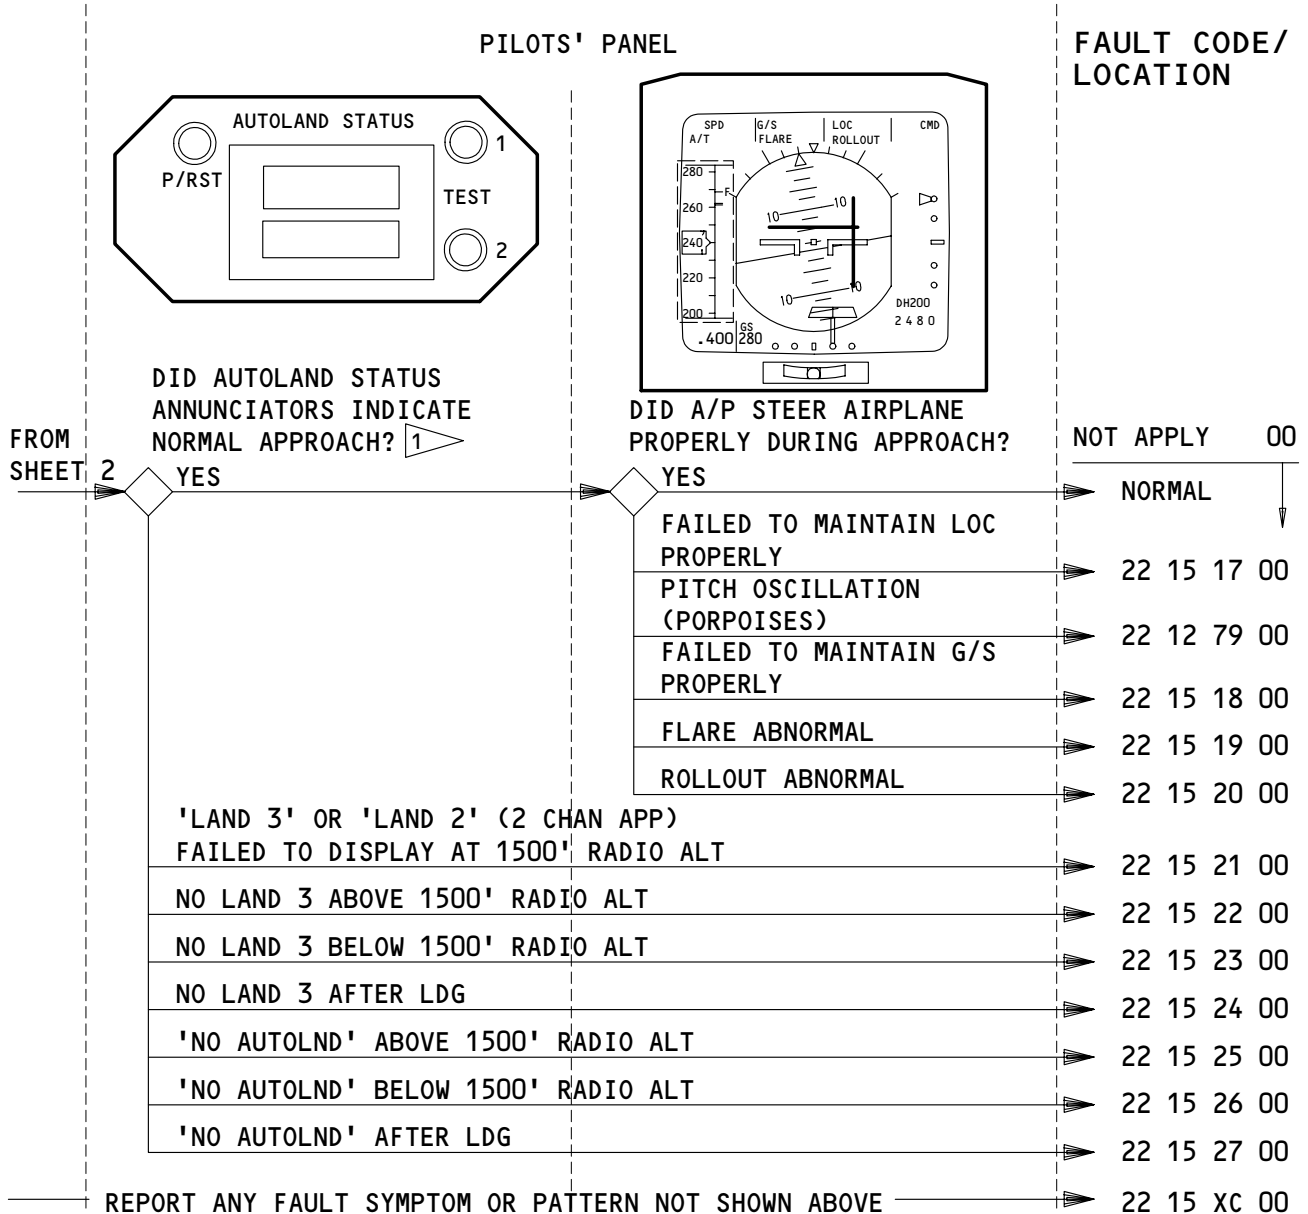 PILOTS' PANEL
FAULT CODE/
LOCATION
AUTOLAND STATUS
P/RST
1
TEST
2
SPD
G/S
LOC
CMD
A/T
FLARE
ROLLOUT
280
F
260
10
10
240
220
10
10
200
DH200
2480
.400
GS
280
DID AUTOLAND STATUS
ANNUNCIATORS INDICATE
NORMAL APPROACH? 1
DID A/P STEER AIRPLANE
PROPERLY DURING APPROACH?
FROM
SHEET 2
NOT APPLY 00
YES
YES
NORMAL
FAILED TO MAINTAIN LOC
PROPERLY
22 15 17 00
PITCH OSCILLATION
(PORPOISES)
22 12 79 00
FAILED TO MAINTAIN G/S
PROPERLY
22 15 18 00
FLARE ABNORMAL
22 15 19 00
ROLLOUT ABNORMAL
22 15 20 00
'LAND 3' OR 'LAND 2' (2 CHAN APP)
FAILED TO DISPLAY AT 1500' RADIO ALT
22 15 21 00
NO LAND 3 ABOVE 1500' RADIO ALT
22 15 22 00
NO LAND 3 BELOW 1500' RADIO ALT
22 15 23 00
NO LAND 3 AFTER LDG
22 15 24 00
'NO AUTOLND' ABOVE 1500' RADIO ALT
22 15 25 00
'NO AUTOLND' BELOW 1500' RADIO ALT
22 15 26 00
'NO AUTOLND' AFTER LDG
22 15 27 00
REPORT ANY FAULT SYMPTOM OR PATTERN NOT SHOWN ABOVE
22 15 XC 00